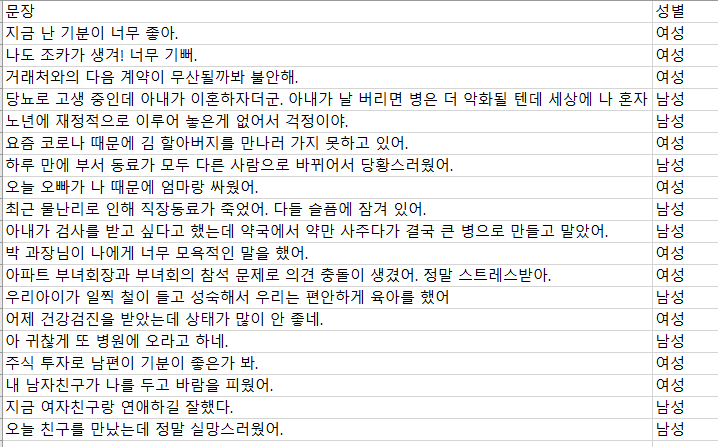 문장 성별
지금 난 기분이 너무 좋아. 여성
나도 조카가 생겨! 너무 기뻐. 여성
거래처와의 다음 계약이 무산될까봐 불안해. 여성
당뇨로 고생 중인데 아내가 이혼하자더군. 아내가 날 버리면 병은 더 악화될 텐데 세상에 나 혼자 남성
노년에 재정적으로 이루어 놓은게 없어서 걱정이야. 남성
요즘 코로나 때문에 김 할아버지를 만나러 가지 못하고 있어. 여성
하루 만에 부서 동료가 모두 다른 사람으로 바뀌어서 당황스러웠어. 남성
오늘 오빠가 나 때문에 엄마랑 싸웠어. 여성
최근 물난리로 인해 직장동료가 죽었어. 다들 슬픔에 잠겨 있어. 남성
아내가 검사를 받고 싶다고 했는데 약국에서 약만 사주다가 결국 큰 병으로 만들고 말았어. 남성
박 과장님이 나에게 너무 모욕적인 말을 했어. 여성
아파트 부녀회장과 부녀회의 참석 문제로 의견 충돌이 생겼어. 정말 스트레스받아. 여성
우리아이가 일찍 철이 들고 성숙해서 우리는 편안하게 육아를 했어 남성
어제 건강검진을 받았는데 상태가 많이 안 좋네. 여성
아 귀찮게 또 병원에 오라고 하네. 남성
주식 투자로 남편이 기분이 좋은가 봐. 여성
내 남자친구가 나를 두고 바람을 피웠어. 여성
지금 여자친구랑 연애하길 잘했다. 남성
오늘 친구를 만났는데 정말 실망스러웠어. 남성